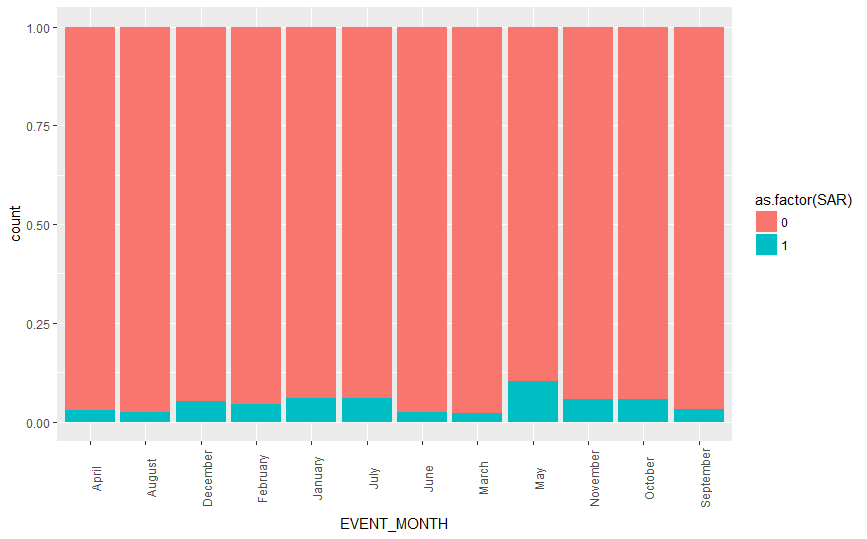 1.00
0.75
0.50
0.25
0.00
count
April
August
December
February
January
July
June
March
May
November
October
September
EVENT_MONTH
as.factor(SAR)
0
1